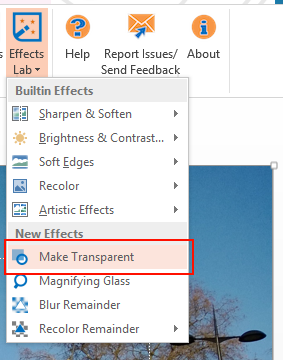 Effects
Lab
Help
Report Issues/
Send Feedback
About
Builtin Effects
Sharpen & Soften
Brightness & Contrast...
Soft Edges
Recolor
Artistic Effects
New Effects
Make Transparent
Magnifying Glass
Blur Remainder
Recolor Remainder